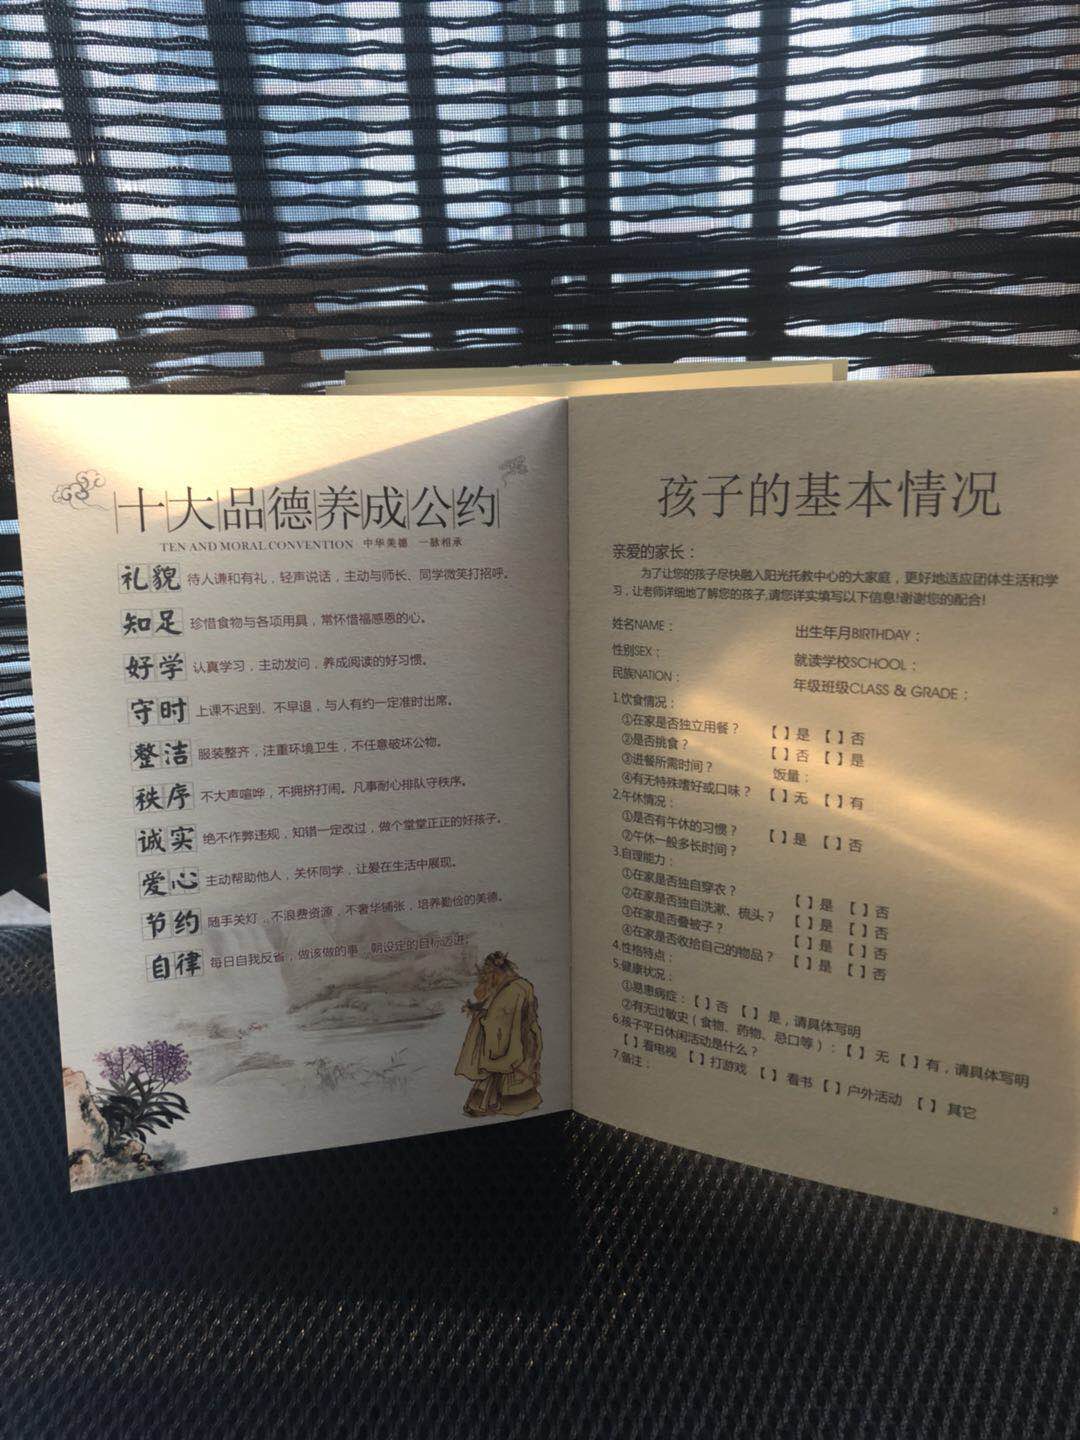 十大品德养成公约
TEN AND MORAL CONVENTION 中华美德 一脉相承
礼貌 待人谦和有礼，轻声说话，主动与师长、同学微笑打招呼。
知足 珍惜食物与各项用具，常怀惜福感恩的心。
好学 认真学习，主动发问，养成阅读的好习惯。
守时 上课不迟到、不早退，与人有约一定准时出席。
整洁 服装整齐，注重环境卫生，不任意破坏公物。
秩序 不大声喧哗，不拥挤打闹。凡事耐心排队守秩序。
诚实 绝不作弊违规，知错一定改过，做个堂堂正正的好孩子。
爱心 主动帮助他人，关怀同学，让爱在生活中展现。
节约 随手关灯，不浪费资源，不奢华铺张，培养勤俭的美德。
自律 每日自我反省，做该做的事，朝设定的目标迈进。
孩子的基本情况
亲爱的家长：
为了让您的孩子尽快融入阳光托教中心的大家庭，更好地适应团体生活和学
习，让老师详细地了解您的孩子,请您详实填写以下信息!谢谢您的配合!
姓名NAME： 出生年月BIRTHDAY：
性别SEX： 就读学校SCHOOL：
民族NATION： 年级班级CLASS & GRADE：
1.饮食情况：
①在家是否独立用餐？ 【 】是 【 】否
②是否挑食？ 【 】否 【 】是
③进餐所需时间？ 饭量：
④有无特殊嗜好或口味？ 【 】无 【 】有
2.午休情况：
①是否有午休的习惯？ 【 】是 【 】否
②午休一般多长时间？
3.自理能力：
①在家是否独自穿衣？ 【 】是 【 】否
②在家是否独自洗漱、梳头？ 【 】是 【 】否
③在家是否叠被子？ 【 】是 【 】否
④在家是否收拾自己的物品？ 【 】是 【 】否
4.性格特点：
5.健康状况：
①易患病症：【 】否 【 】是，请具体写明
②有无过敏史（食物、药物、忌口等）：【 】无 【 】有，请具体写明
6.孩子平日休闲活动是什么？
【 】看电视 【 】打游戏 【 】看书 【 】户外活动 【 】其它
7.备注：
2